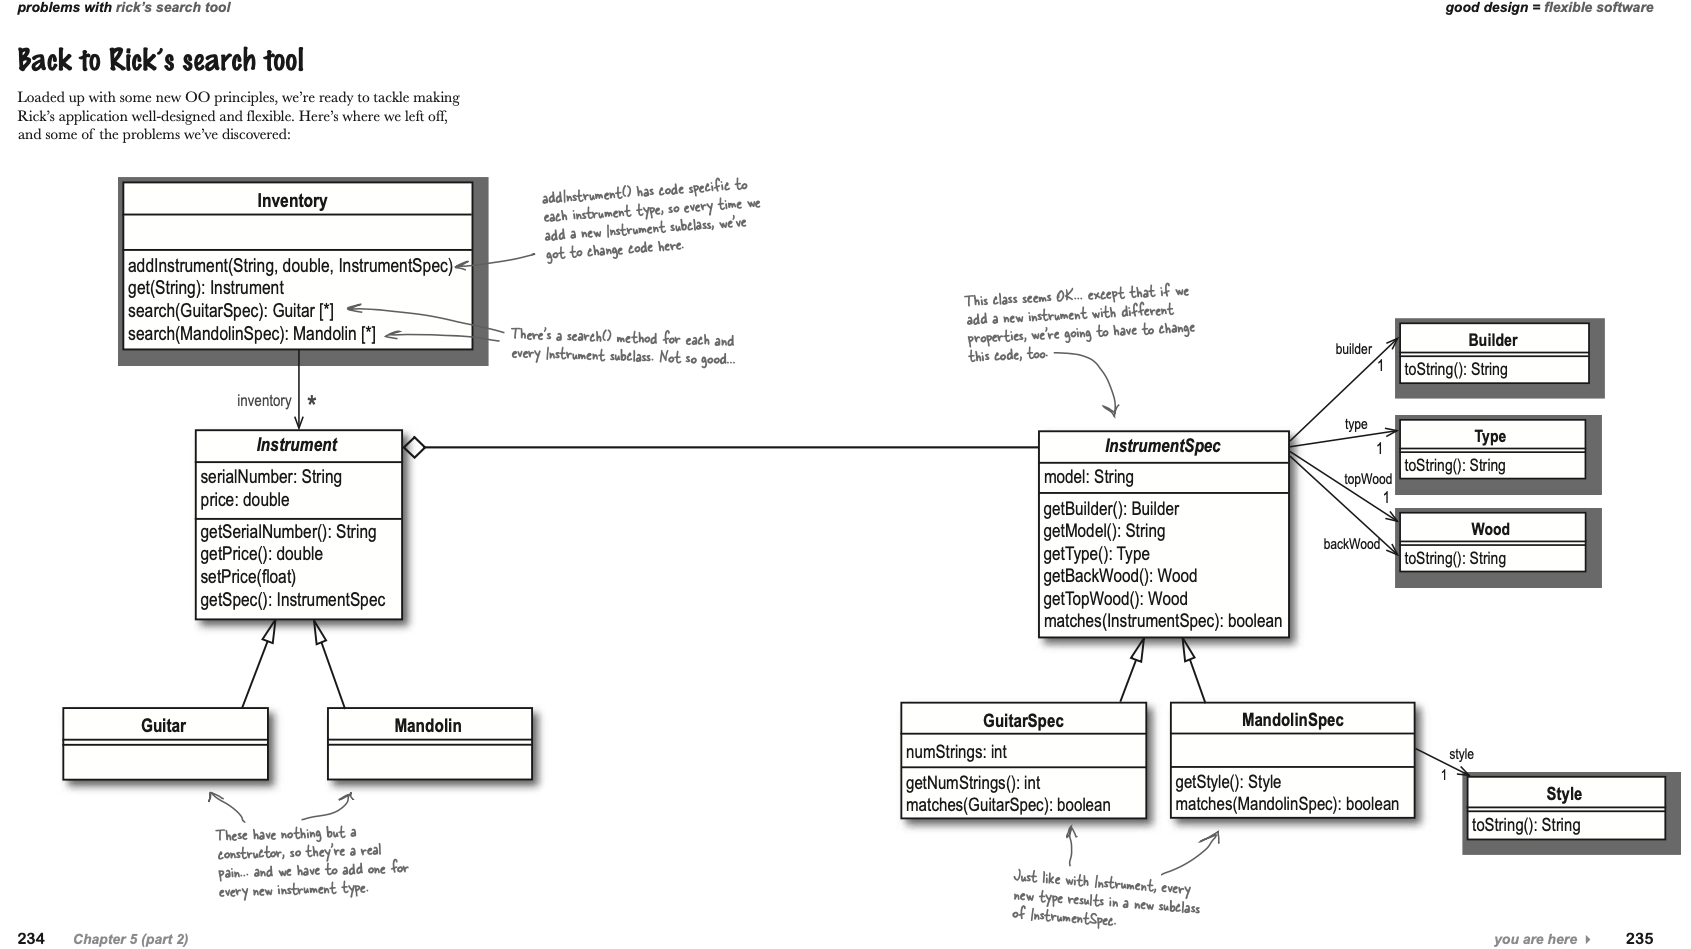 problems with rick's search tool
good design = flexible software
Back to Rick's search tool
Loaded up with some new OO principles, we're ready to tackle making
Rick's application well-designed and flexible. Here's where we left off,
and some of the problems we've discovered:
Inventory
addInstrument(String, double, InstrumentSpec)
get(String): Instrument
search(GuitarSpec): Guitar [*]
search(MandolinSpec): Mandolin [*]
addInstrument() has code specific to
each instrument type, so every time we
add a new Instrument subclass, we've
got to change code here.
There's a search() method for each and
every Instrument subclass. Not so good...
inventory *
Instrument
serialNumber: String
price: double
getSerialNumber(): String
getPrice(): double
setPrice(float)
getSpec(): InstrumentSpec
Guitar
Mandolin
These have nothing but a
constructor, so they're a real
pain... and we have to add one for
every new instrument type.
This class seems OK... except that if we
add a new instrument with different
properties, we're going to have to change
this code, too.
InstrumentSpec
model: String
getBuilder(): Builder
getModel(): String
getType(): Type
getBackWood(): Wood
getTopWood(): Wood
matches(InstrumentSpec): boolean
builder
1
Builder
toString(): String
type
1
Type
toString(): String
topWood
1
backWood
Wood
toString(): String
GuitarSpec
numStrings: int
getNumStrings(): int
matches(GuitarSpec): boolean
MandolinSpec
getStyle(): Style
matches(MandolinSpec): boolean
style
1
Style
toString(): String
Just like with Instrument, every
new type results in a new subclass
of InstrumentSpec.
234 Chapter 5 (part 2)
you are here 235